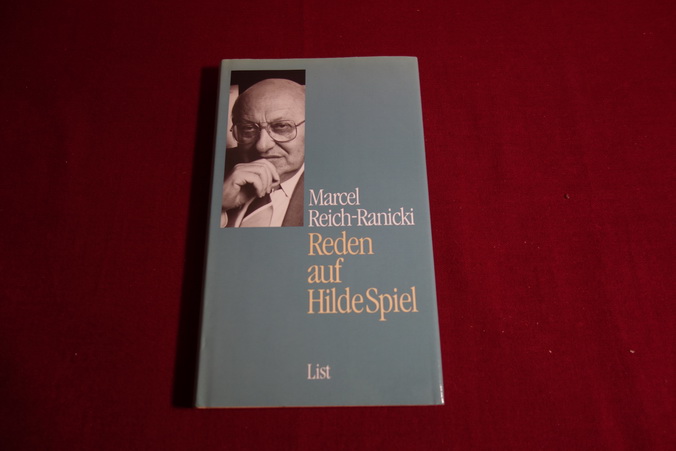 Marcel
Reich-Ranicki
Reden
auf
Hilde Spiel
List